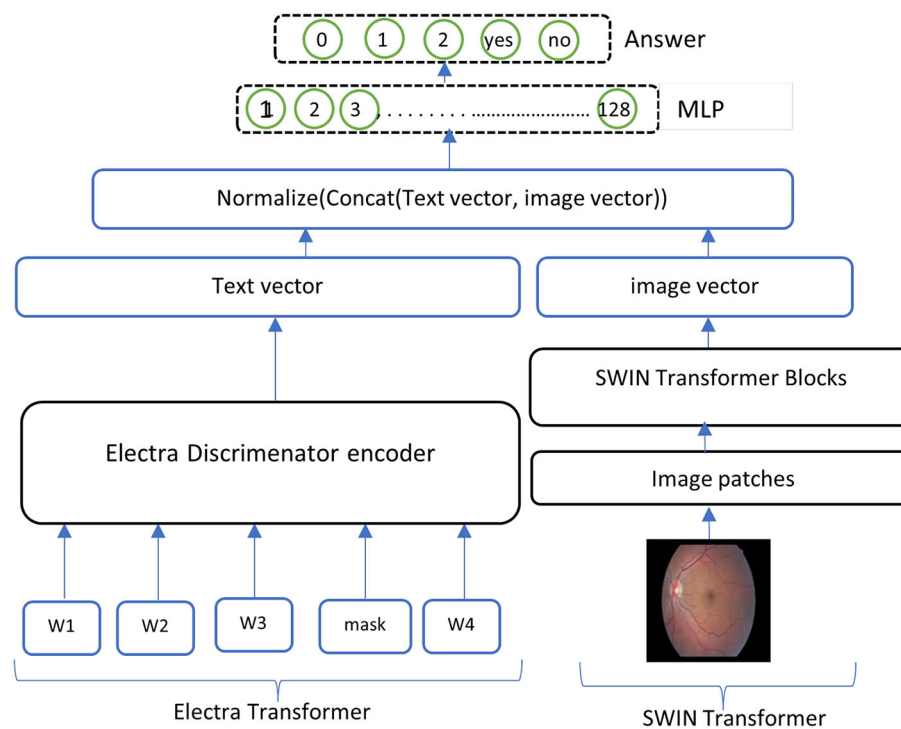 0 1 2 yes no Answer
1 2 3 , . . . . . . . . ............................. 128 MLP
Normalize(Concat(Text vector, image vector))
Text vector image vector
SWIN Transformer Blocks
Electra Discrimenator encoder
Image patches
W1 W2 W3 mask W4
Electra Transformer SWIN Transformer